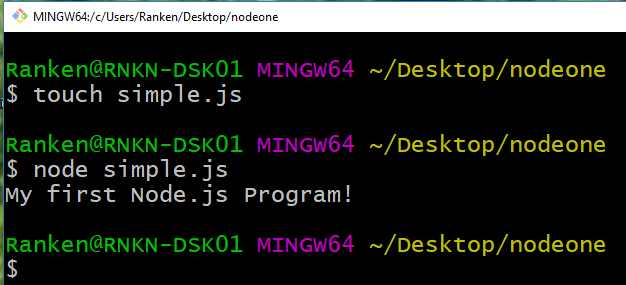 MINGW64:/c/Users/Ranken/Desktop/nodeone
Ranken@RNKN-DSK01 MINGW64 ~/Desktop/nodeone
$ touch simple.js
Ranken@RNKN-DSK01 MINGW64 ~/Desktop/nodeone
$ node simple.js
My first Node.js Program!
Ranken@RNKN-DSK01 MINGW64 ~/Desktop/nodeone
$